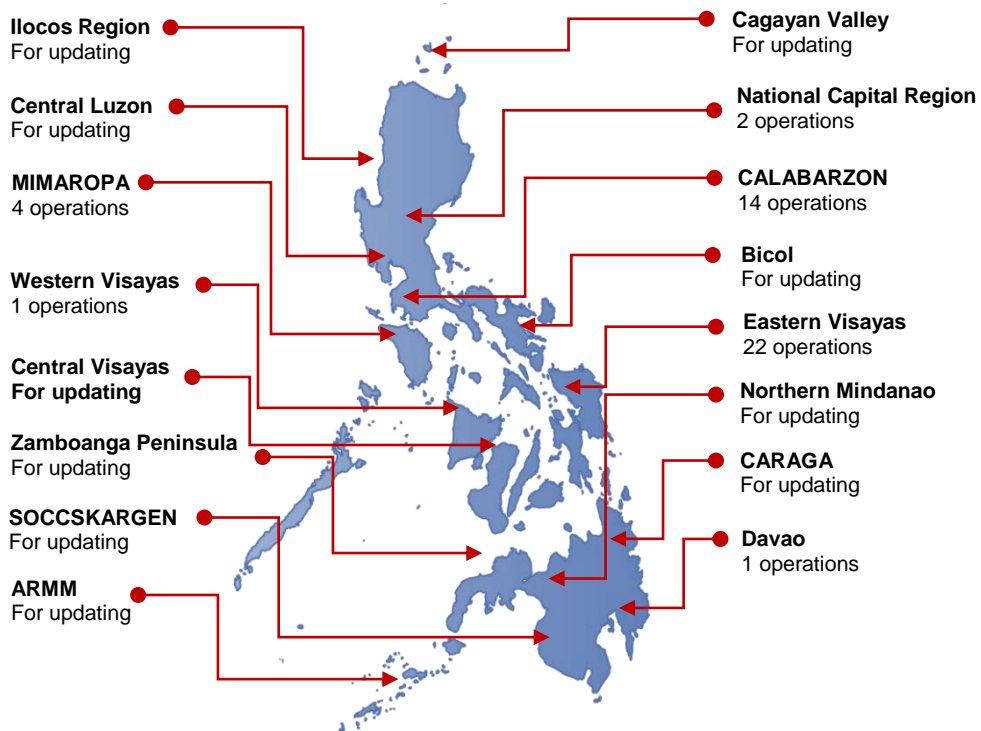 Ilocos Region
For updating
Central Luzon
For updating
MIMAROPA
4 operations
Western Visayas
1 operations
Central Visayas
For updating
Zamboanga Peninsula
For updating
SOCCSKARGEN
For updating
ARMM
For updating
Cagayan Valley
For updating
National Capital Region
2 operations
CALABARZON
14 operations
Bicol
For updating
Eastern Visayas
22 operations
Northern Mindanao
For updating
CARAGA
For updating
Davao
1 operations